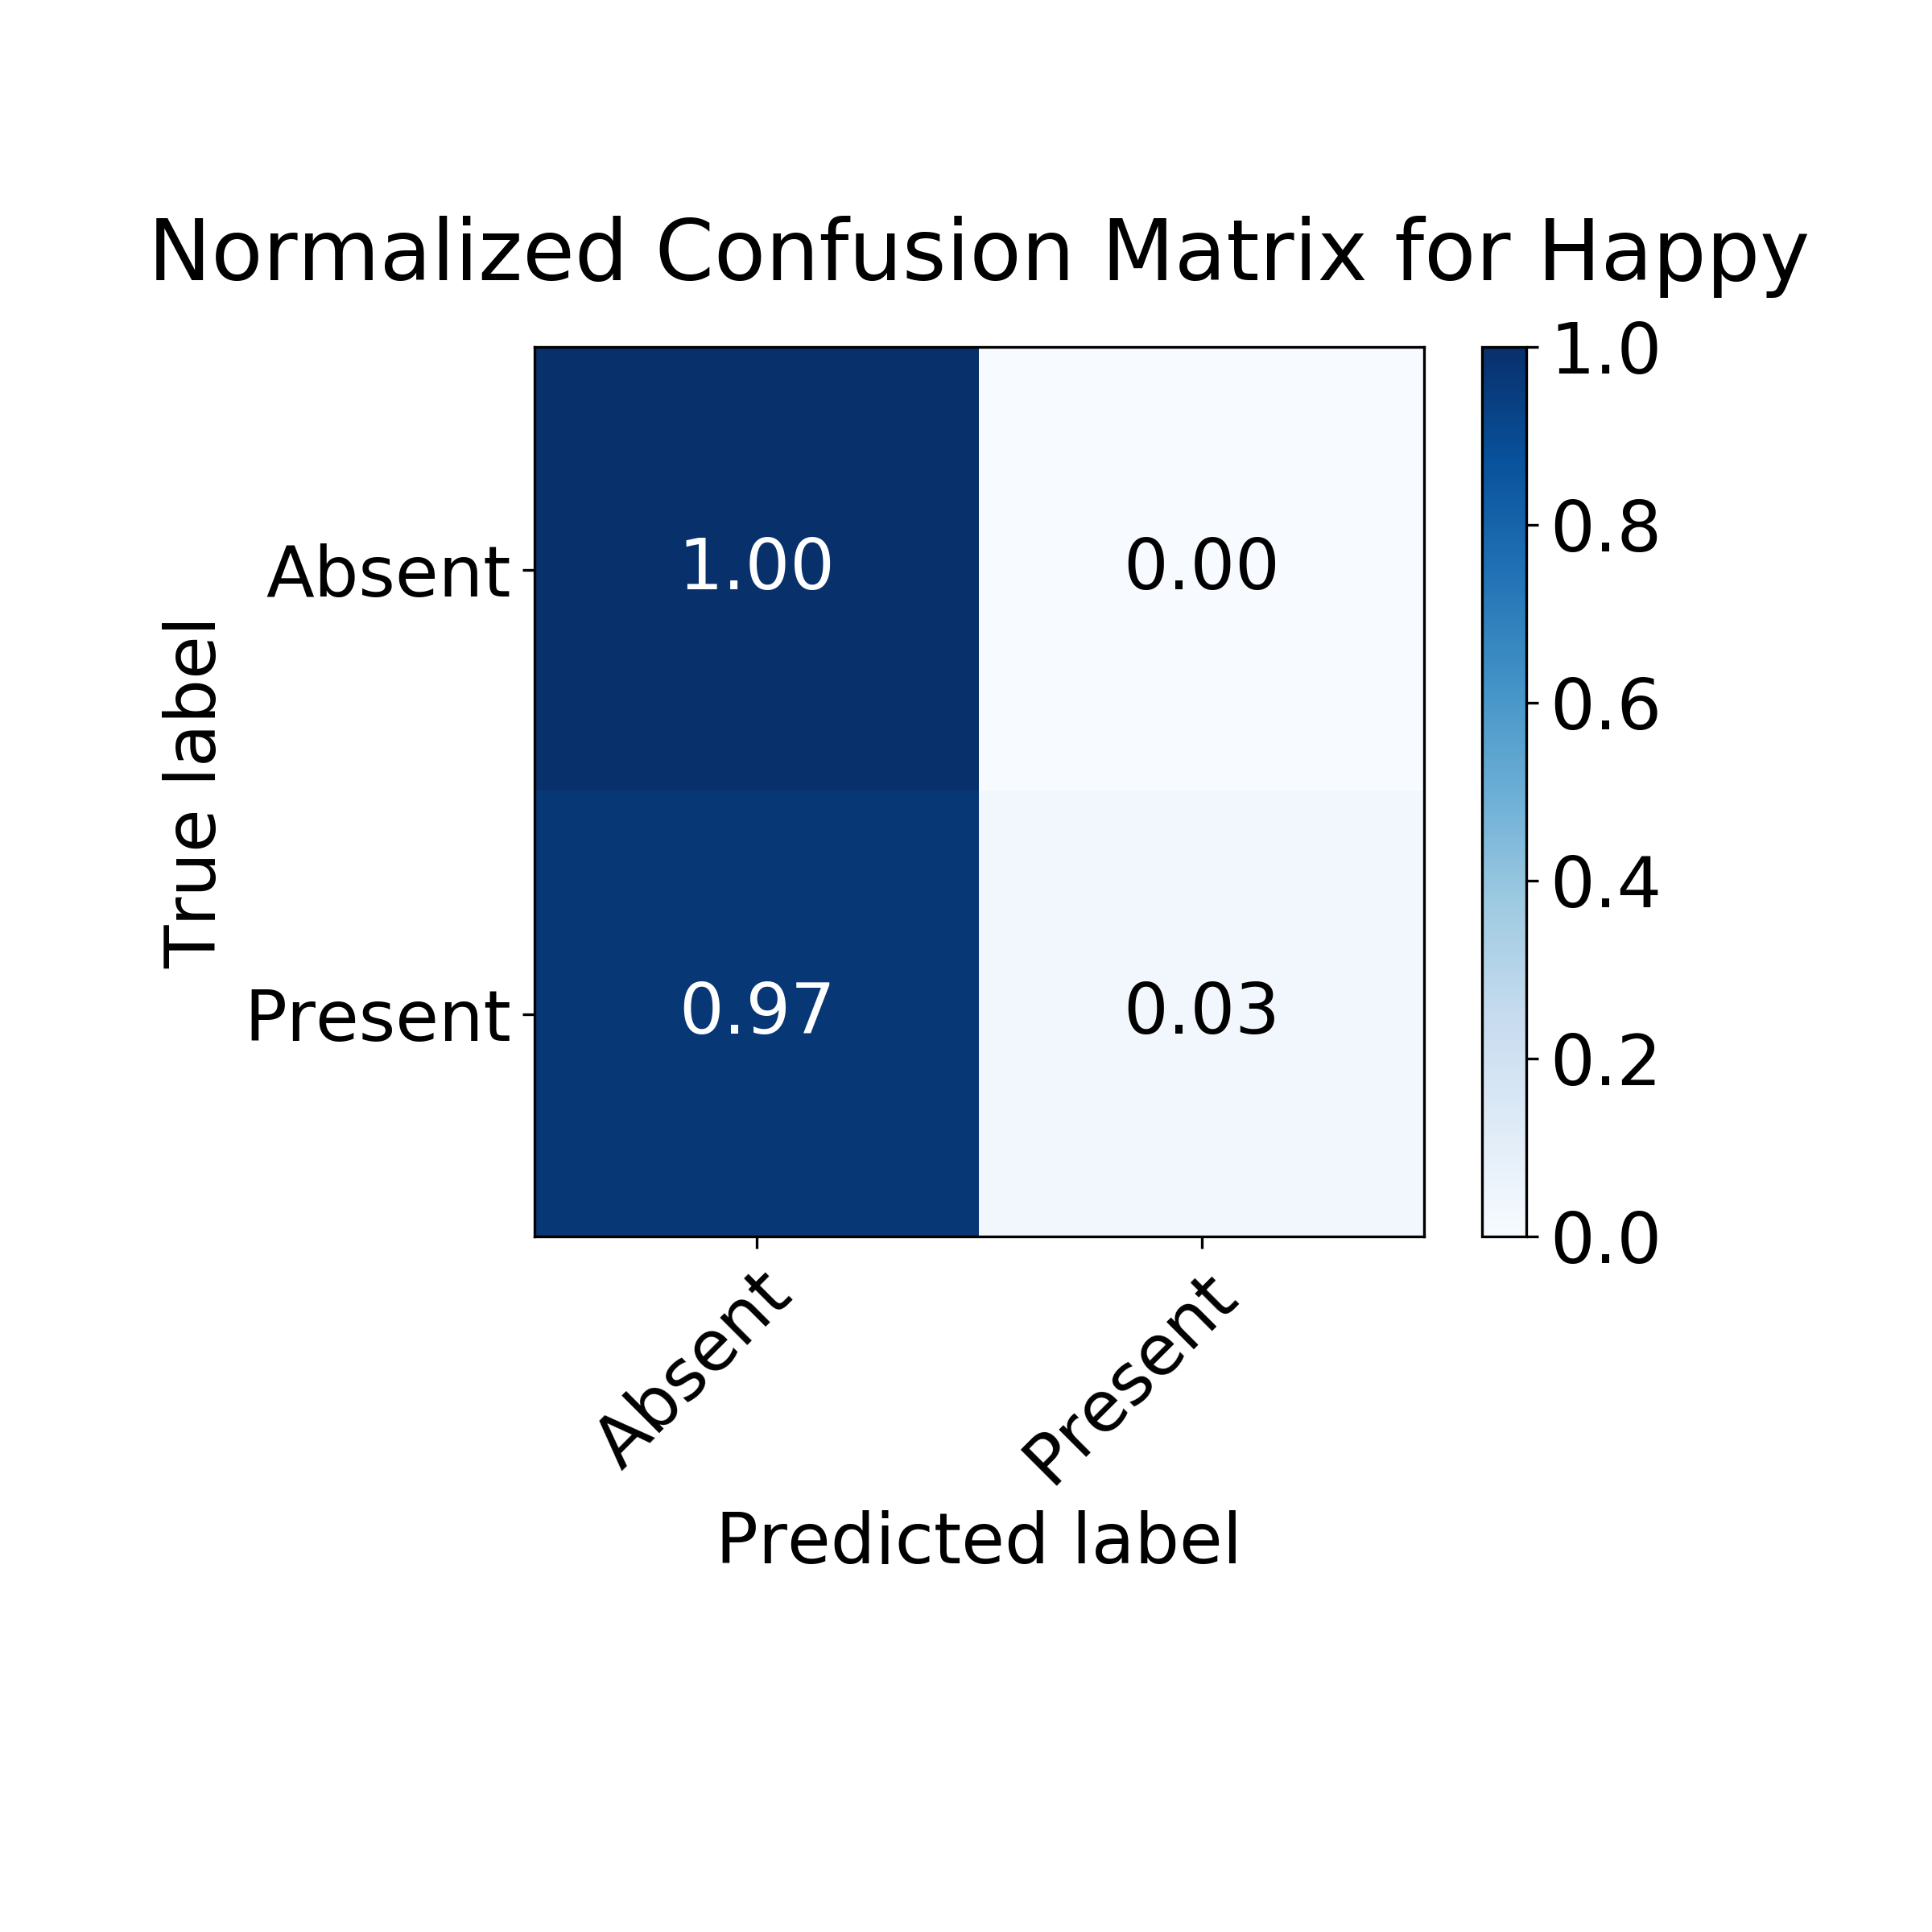 Normalized Confusion Matrix for Happy
True label
Absent
Present
1.00 0.00
0.97 0.03
1.0
0.8
0.6
0.4
0.2
0.0
Absent
Present
Predicted label